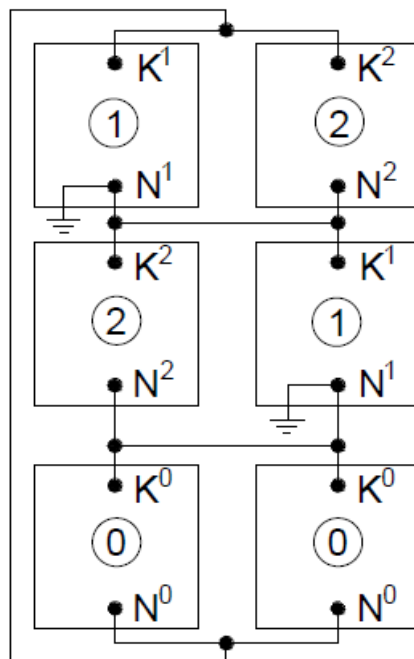 K¹ K²
1 2
N¹ N²
K² K¹
2 1
N² N¹
K⁰ K⁰
0 0
N⁰ N⁰